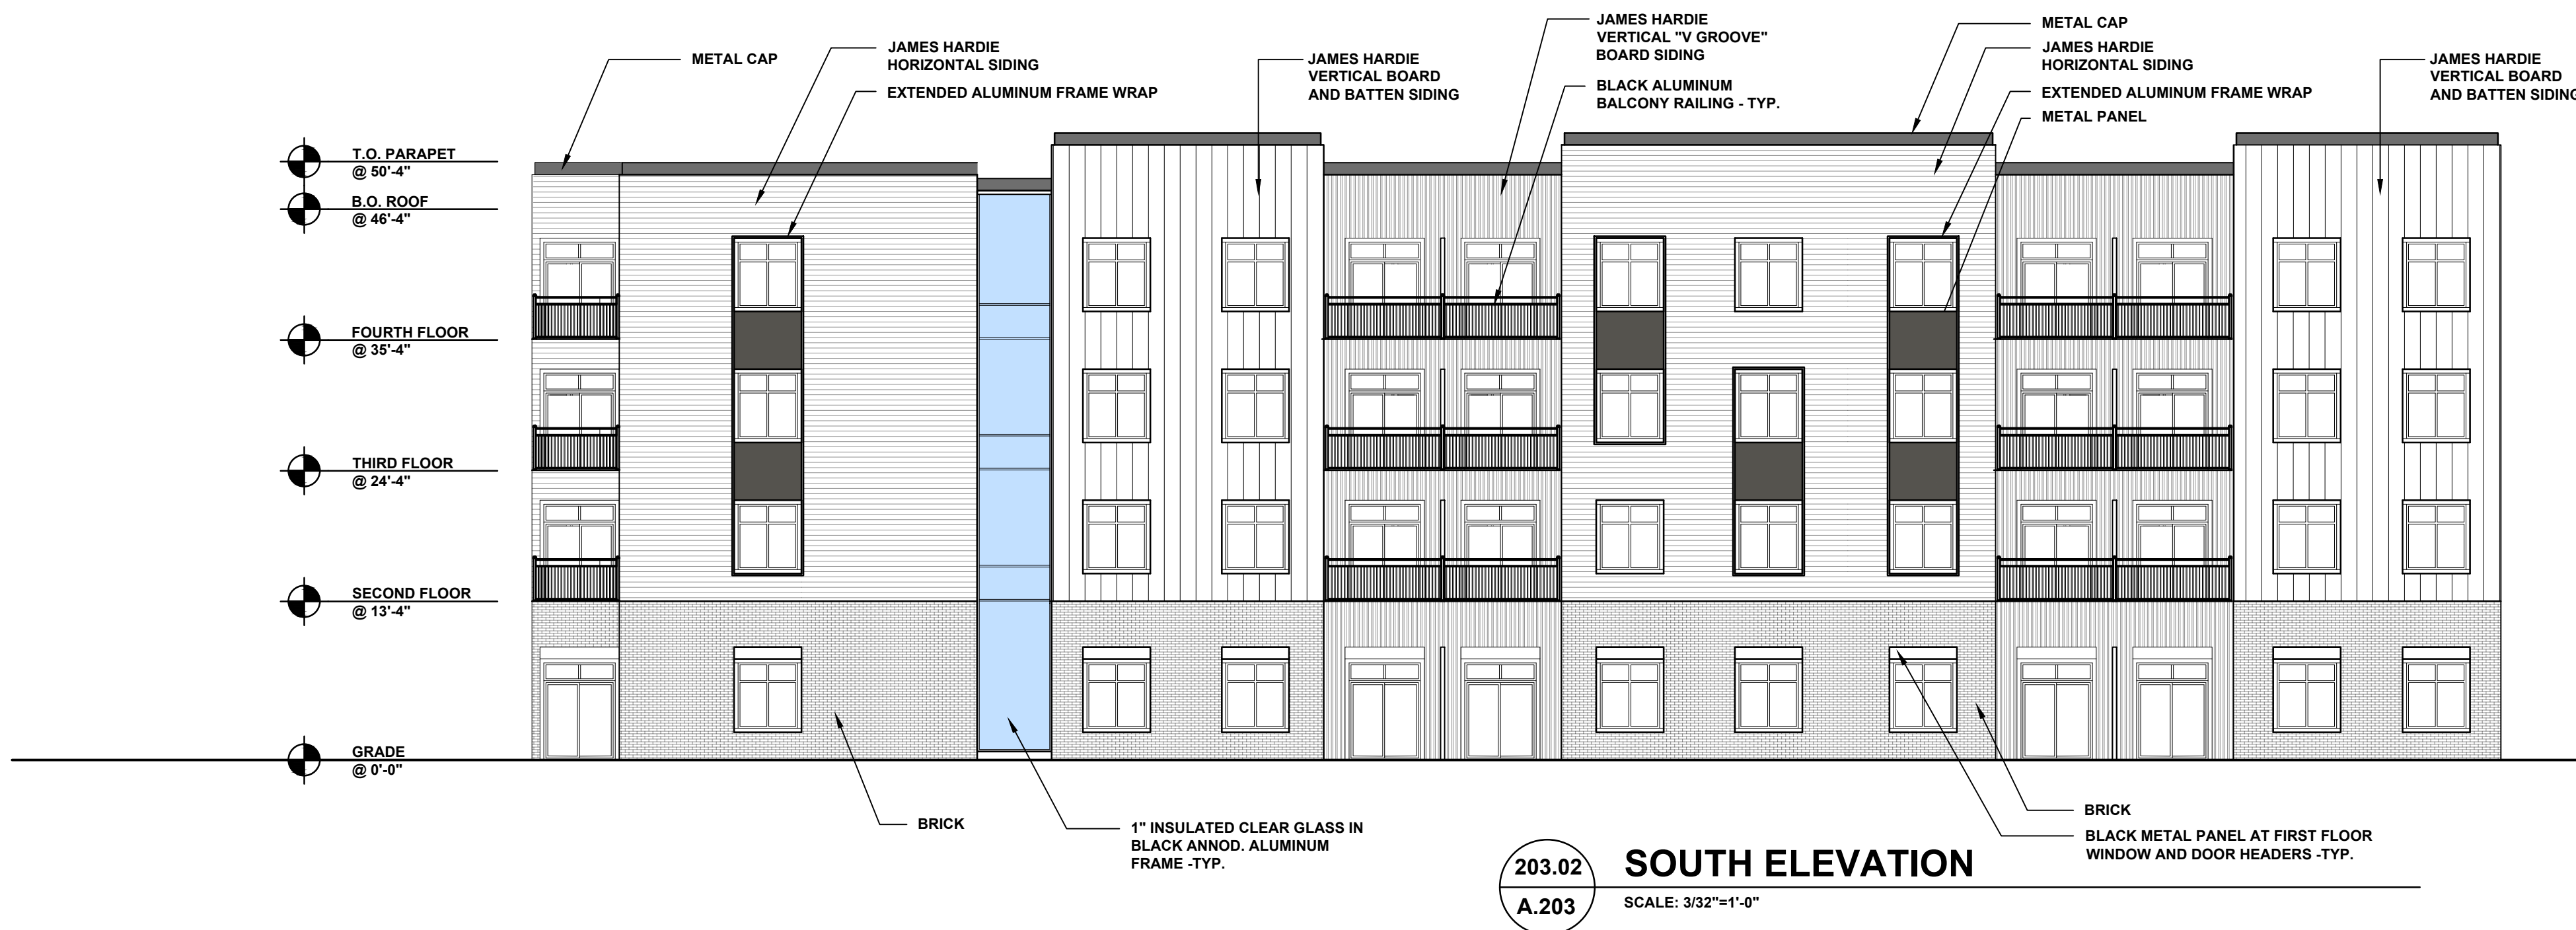 METAL CAP
JAMES HARDIE
HORIZONTAL SIDING
EXTENDED ALUMINUM FRAME WRAP
JAMES HARDIE
VERTICAL BOARD
AND BATTEN SIDING
JAMES HARDIE
VERTICAL "V GROOVE"
BOARD SIDING
BLACK ALUMINUM
BALCONY RAILING - TYP.
METAL CAP
JAMES HARDIE
HORIZONTAL SIDING
EXTENDED ALUMINUM FRAME WRAP
METAL PANEL
JAMES HARDIE
VERTICAL BOARD
AND BATTEN SIDING
T.O. PARAPET
@ 50'-4"
B.O. ROOF
@ 46'-4"
FOURTH FLOOR
@ 35'-4"
THIRD FLOOR
@ 24'-4"
SECOND FLOOR
@ 13'-4"
GRADE
@ 0'-0"
BRICK
1" INSULATED CLEAR GLASS IN
BLACK ANNOD. ALUMINUM
FRAME -TYP.
BRICK
BLACK METAL PANEL AT FIRST FLOOR
WINDOW AND DOOR HEADERS -TYP.
203.02
A.203
SOUTH ELEVATION
SCALE: 3/32"=1'-0"